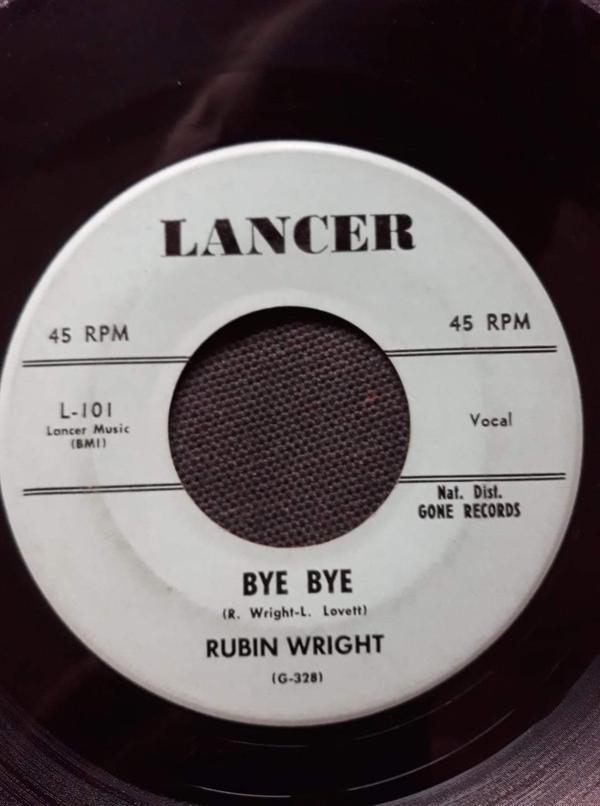 LANCER
45 RPM
45 RPM
L-101
Lancer Music
(BMI)
Vocal
Nat. Dist.
GONE RECORDS
BYE BYE
(R. Wright-L. Lovett)
RUBIN WRIGHT
(G-328)